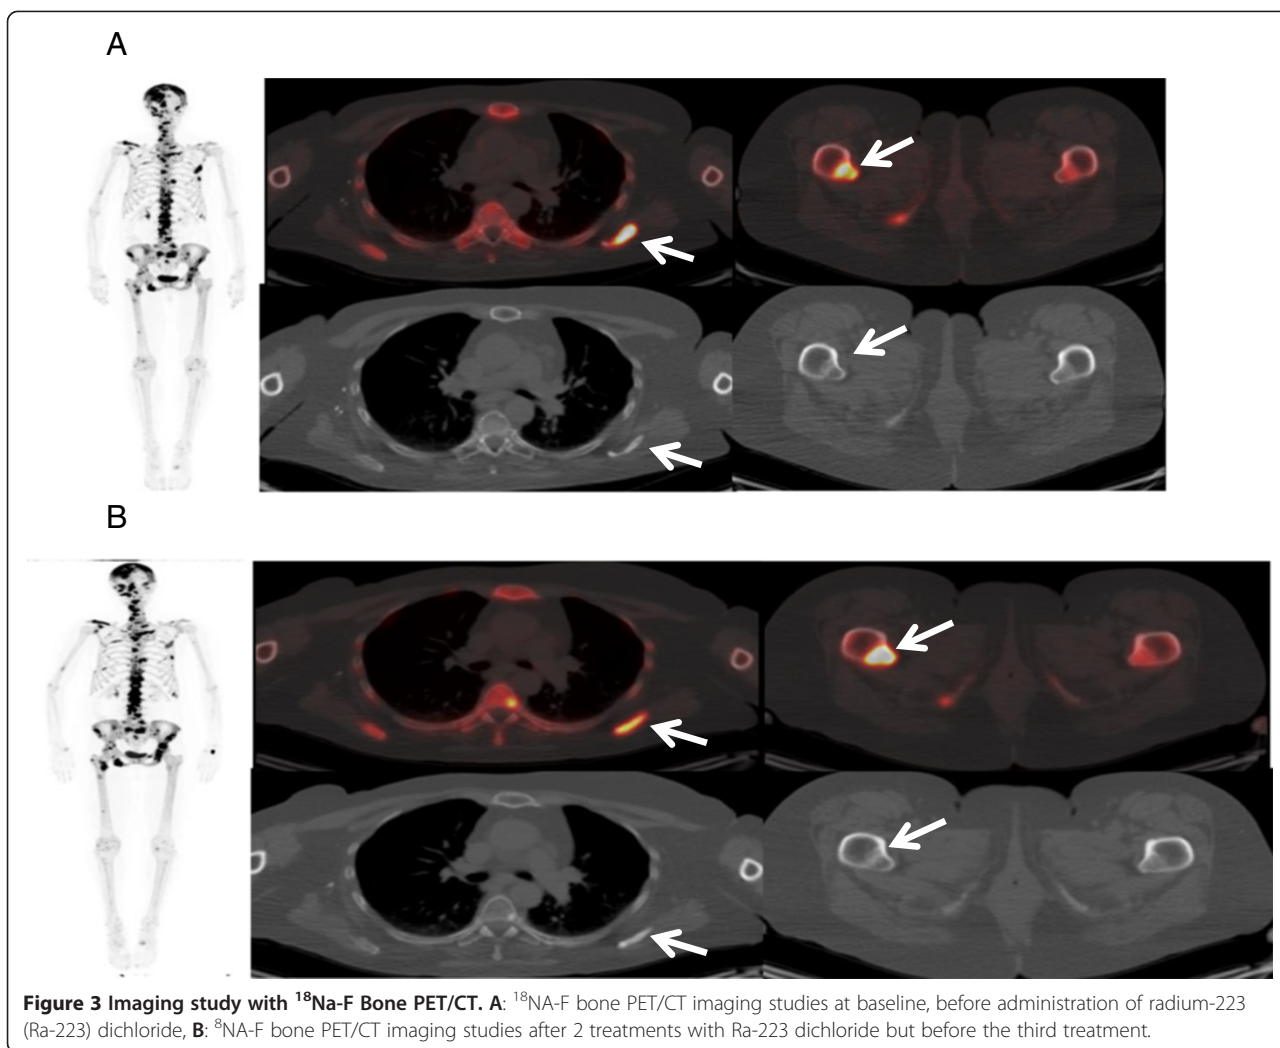 A
B
Figure 3 Imaging study with ¹⁸Na-F Bone PET/CT. A: ¹⁸NA-F bone PET/CT imaging studies at baseline, before administration of radium-223
(Ra-223) dichloride, B: ⁸NA-F bone PET/CT imaging studies after 2 treatments with Ra-223 dichloride but before the third treatment.